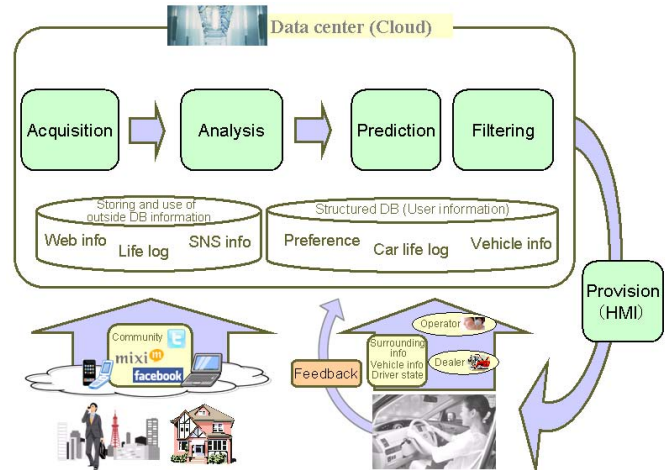 Data center (Cloud)
Acquisition
Analysis
Prediction
Filtering
Storing and use of
outside DB information
Web info
Life log
SNS info
Structured DB (User information)
Preference
Car life log
Vehicle info
Provision
(HMI)
Community
mixi
facebook
Feedback
Operator
Surrounding
info
Vehicle info
Driver state
Dealer